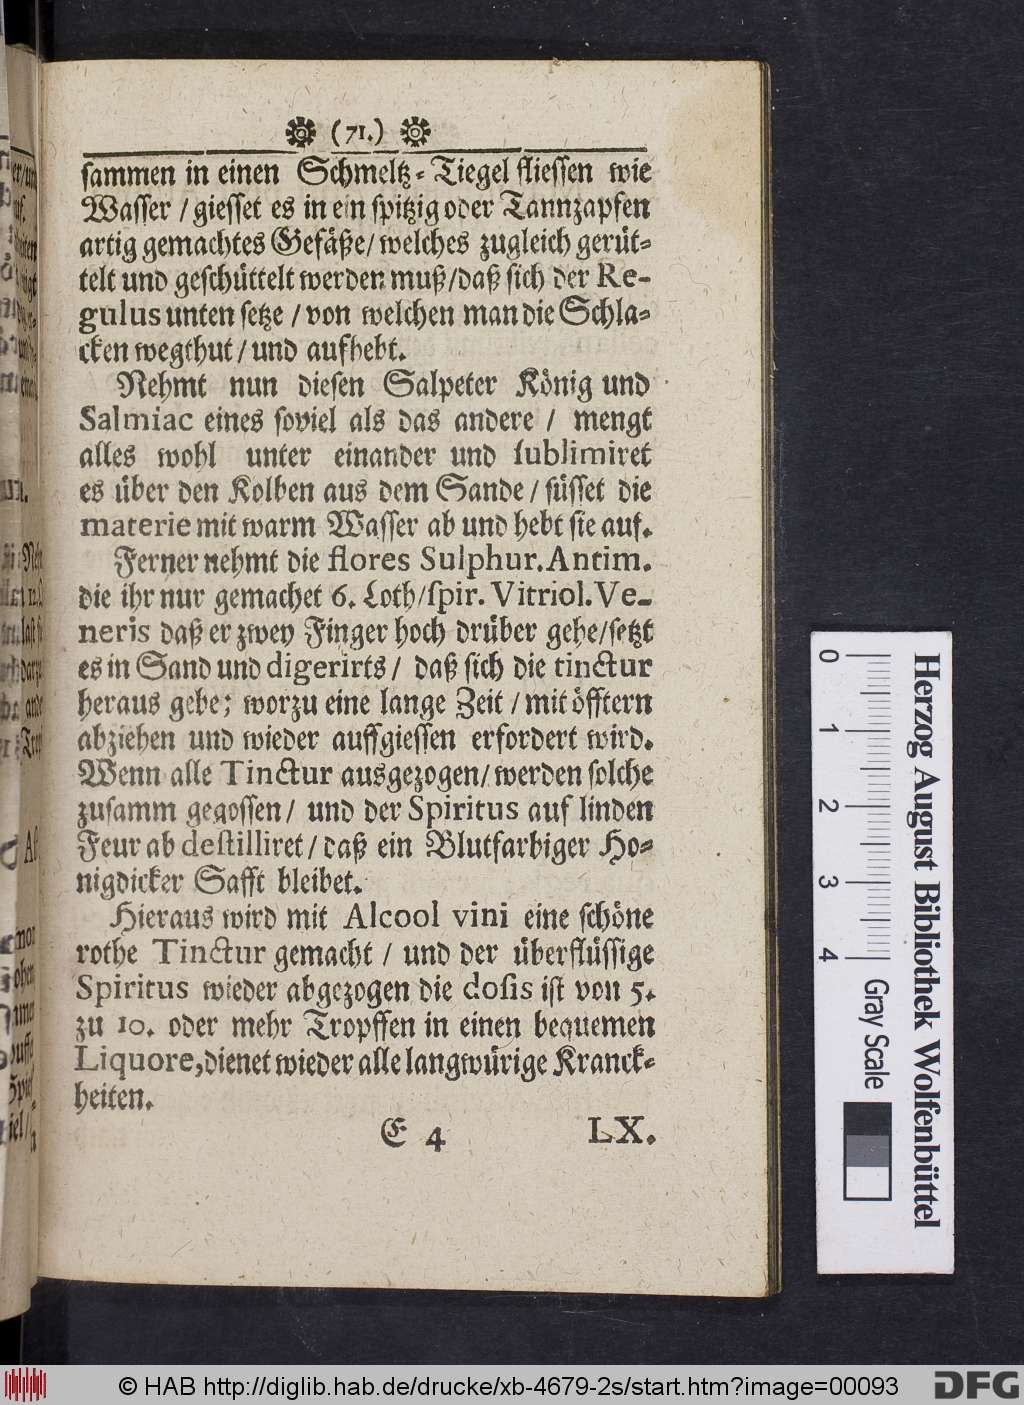 (71.)
sammen in einen Schmeltz-Tiegel fliessen wie
Wasser / giesset es in ein spitzig oder Tannzapfen
artig gemachtes Gefäße / welches zugleich gerüt-
telt und geschüttelt werden muß / daß sich der Re-
gulus unten setze / von welchen man die Schla-
cken wegthut / und aufhebt.
Nehmt nun diesen Salpeter König und
Salmiac eines soviel als das andere / mengt
alles wohl unter einander und sublimiret
es über den Kolben aus dem Sande / süsset die
materie mit warm Wasser ab und hebt sie auf.
Ferner nehmt die flores Sulphur. Antim.
die ihr nur gemachet 6. Loth / spir. Vitriol. Ve-
neris daß er zwey Finger hoch drüber gehe / setzt
es in Sand und digerirts / daß sich die tinctur
heraus gebe; worzu eine lange Zeit / mit öfftern
abziehen und wieder auffgiessen erfordert wird.
Wenn alle Tinctur ausgezogen / werden solche
zusamm gegossen / und der Spiritus auf linden
Feur ab destilliret / daß ein Blutfarbiger Ho-
nigdicker Safft bleibet.
Hieraus wird mit Alcool vini eine schöne
rothe Tinctur gemacht / und der überflüssige
Spiritus wieder abgezogen die dosis ist von 5.
zu 10. oder mehr Tropffen in einen bequemen
Liquore, dienet wieder alle langwürige Kranck-
heiten.
E 4 LX.
0 1 2 3 4
Gray Scale
Herzog August Bibliothek Wolfenbüttel
© HAB http://diglib.hab.de/drucke/xb-4679-2s/start.htm?image=00093
DFG